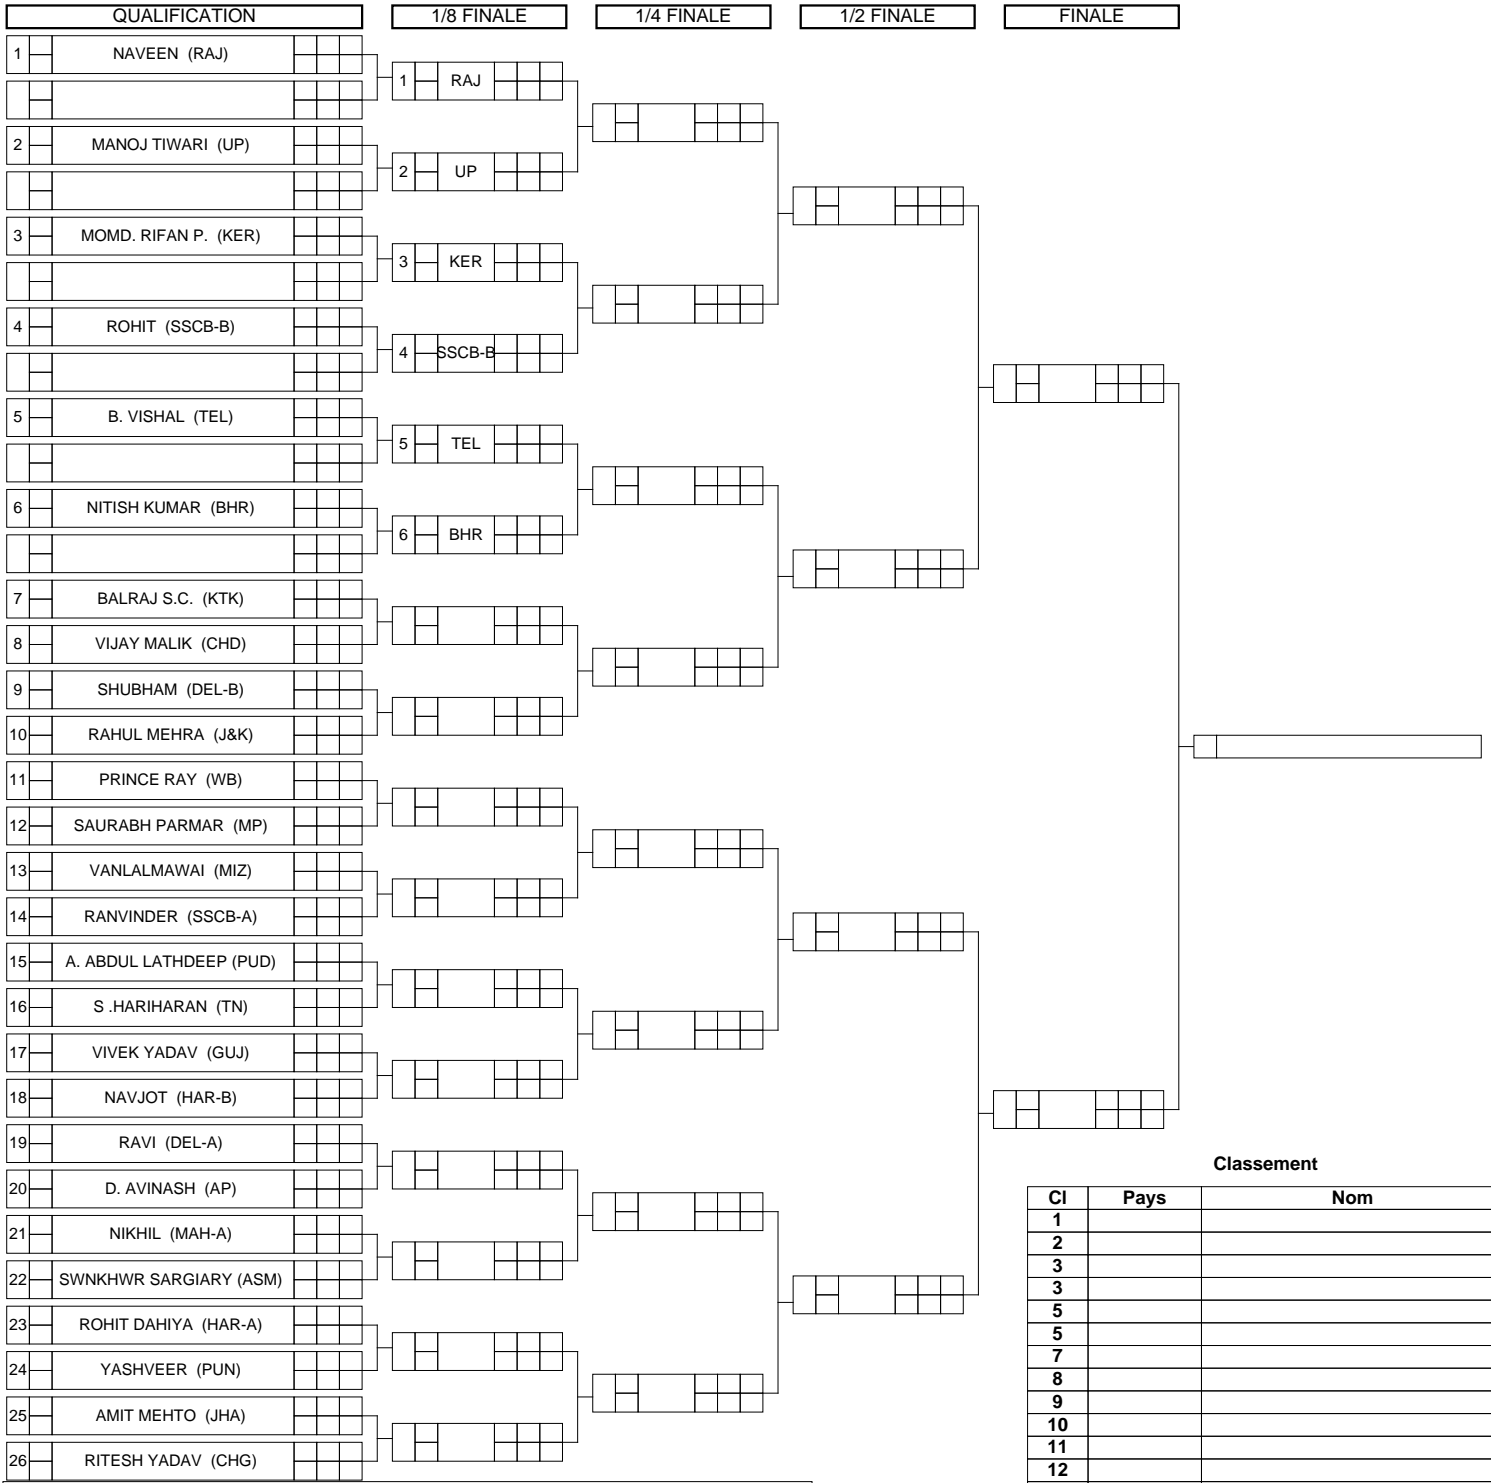 QUALIFICATION 1/8 FINALE 1/4 FINALE 1/2 FINALE FINALE
1 NAVEEN (RAJ)
1 RAJ
2 MANOJ TIWARI (UP)
2 UP
3 MOMD. RIFAN P. (KER)
3 KER
4 ROHIT (SSCB-B)
4 SSCB-B
5 B. VISHAL (TEL)
5 TEL
6 NITISH KUMAR (BHR)
6 BHR
7 BALRAJ S.C. (KTK)
8 VIJAY MALIK (CHD)
9 SHUBHAM (DEL-B)
10 RAHUL MEHRA (J&K)
11 PRINCE RAY (WB)
12 SAURABH PARMAR (MP)
13 VANLALMAWAI (MIZ)
14 RANVINDER (SSCB-A)
15 A. ABDUL LATHDEEP (PUD)
16 S .HARIHARAN (TN)
17 VIVEK YADAV (GUJ)
18 NAVJOT (HAR-B)
19 RAVI (DEL-A)
20 D. AVINASH (AP)
21 NIKHIL (MAH-A)
22 SWNKHWR SARGIARY (ASM)
23 ROHIT DAHIYA (HAR-A)
24 YASHVEER (PUN)
25 AMIT MEHTO (JHA)
26 RITESH YADAV (CHG)
Classement
Cl Pays Nom
1
2
3
3
5
5
7
8
9
10
11
12